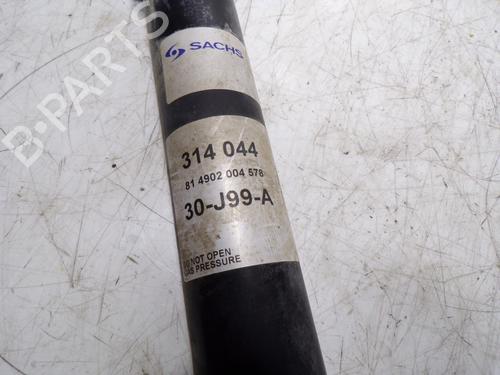 SACHS
314 044
81 4902 004 578
30-J99-A
DO NOT OPEN
GAS PRESSURE
B-PARTS